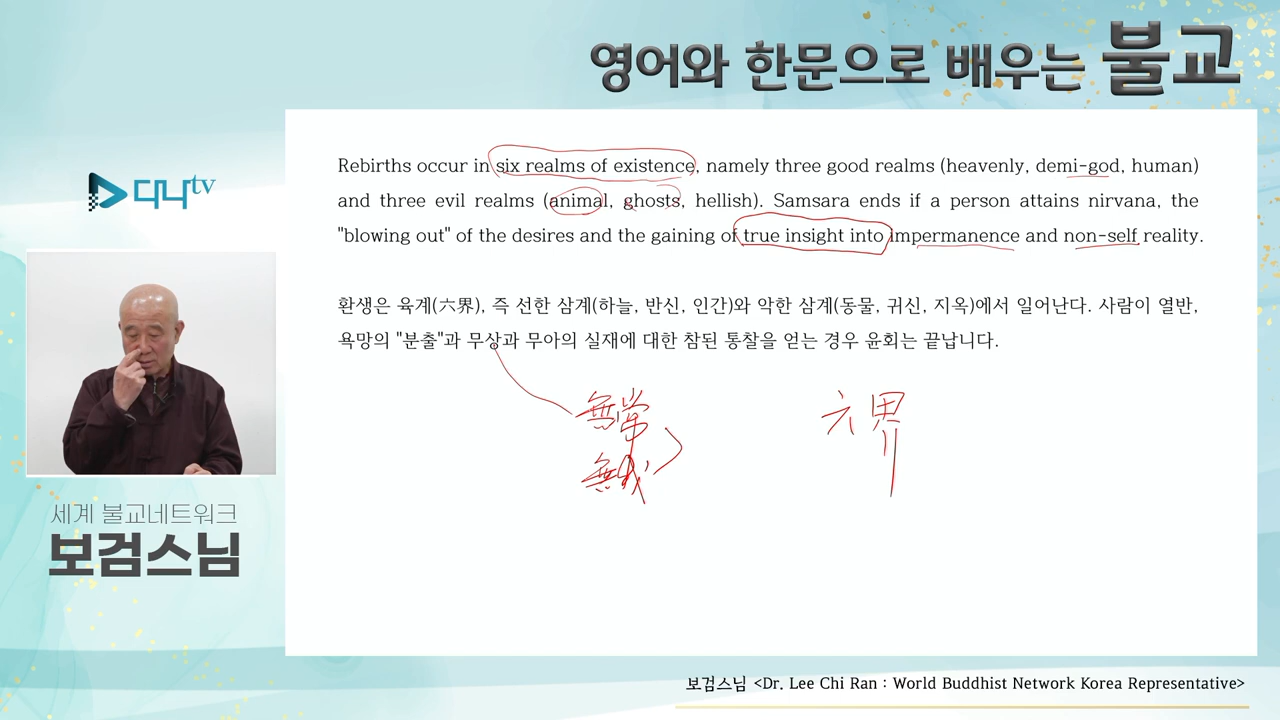 영어와 한문으로 배우는 불교
디나tv
Rebirths occur in six realms of existence, namely three good realms (heavenly, demi-god, human)
and three evil realms (animal, ghosts, hellish). Samsara ends if a person attains nirvana, the
"blowing out" of the desires and the gaining of true insight into impermanence and non-self reality.
환생은 육계(六界), 즉 선한 삼계(하늘, 반신, 인간)와 악한 삼계(동물, 귀신, 지옥)에서 일어난다. 사람이 열반,
욕망의 "분출"과 무상과 무아의 실재에 대한 참된 통찰을 얻는 경우 윤회는 끝납니다.
無常
六界
無我
세계 불교네트워크
보검스님
보검스님 <Dr. Lee Chi Ran : World Buddhist Network Korea Representative>